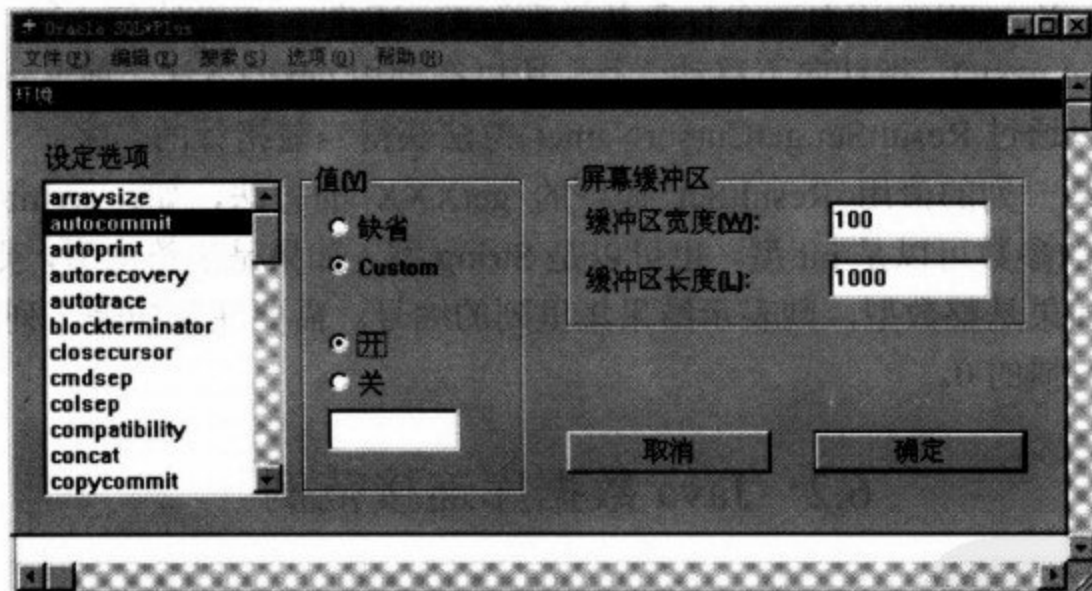 Oracle SQL*Plus
文件(F) 编辑(E) 搜索(S) 选项(O) 帮助(H)
环境
设定选项
arraysize
autocommit
autoprint
autorecovery
autotrace
blockterminator
closecursor
cmdsep
colsep
compatibility
concat
copycommit
值(V)
缺省
Custom
开
关
屏幕缓冲区
缓冲区宽度(W): 100
缓冲区长度(L): 1000
取消 确定